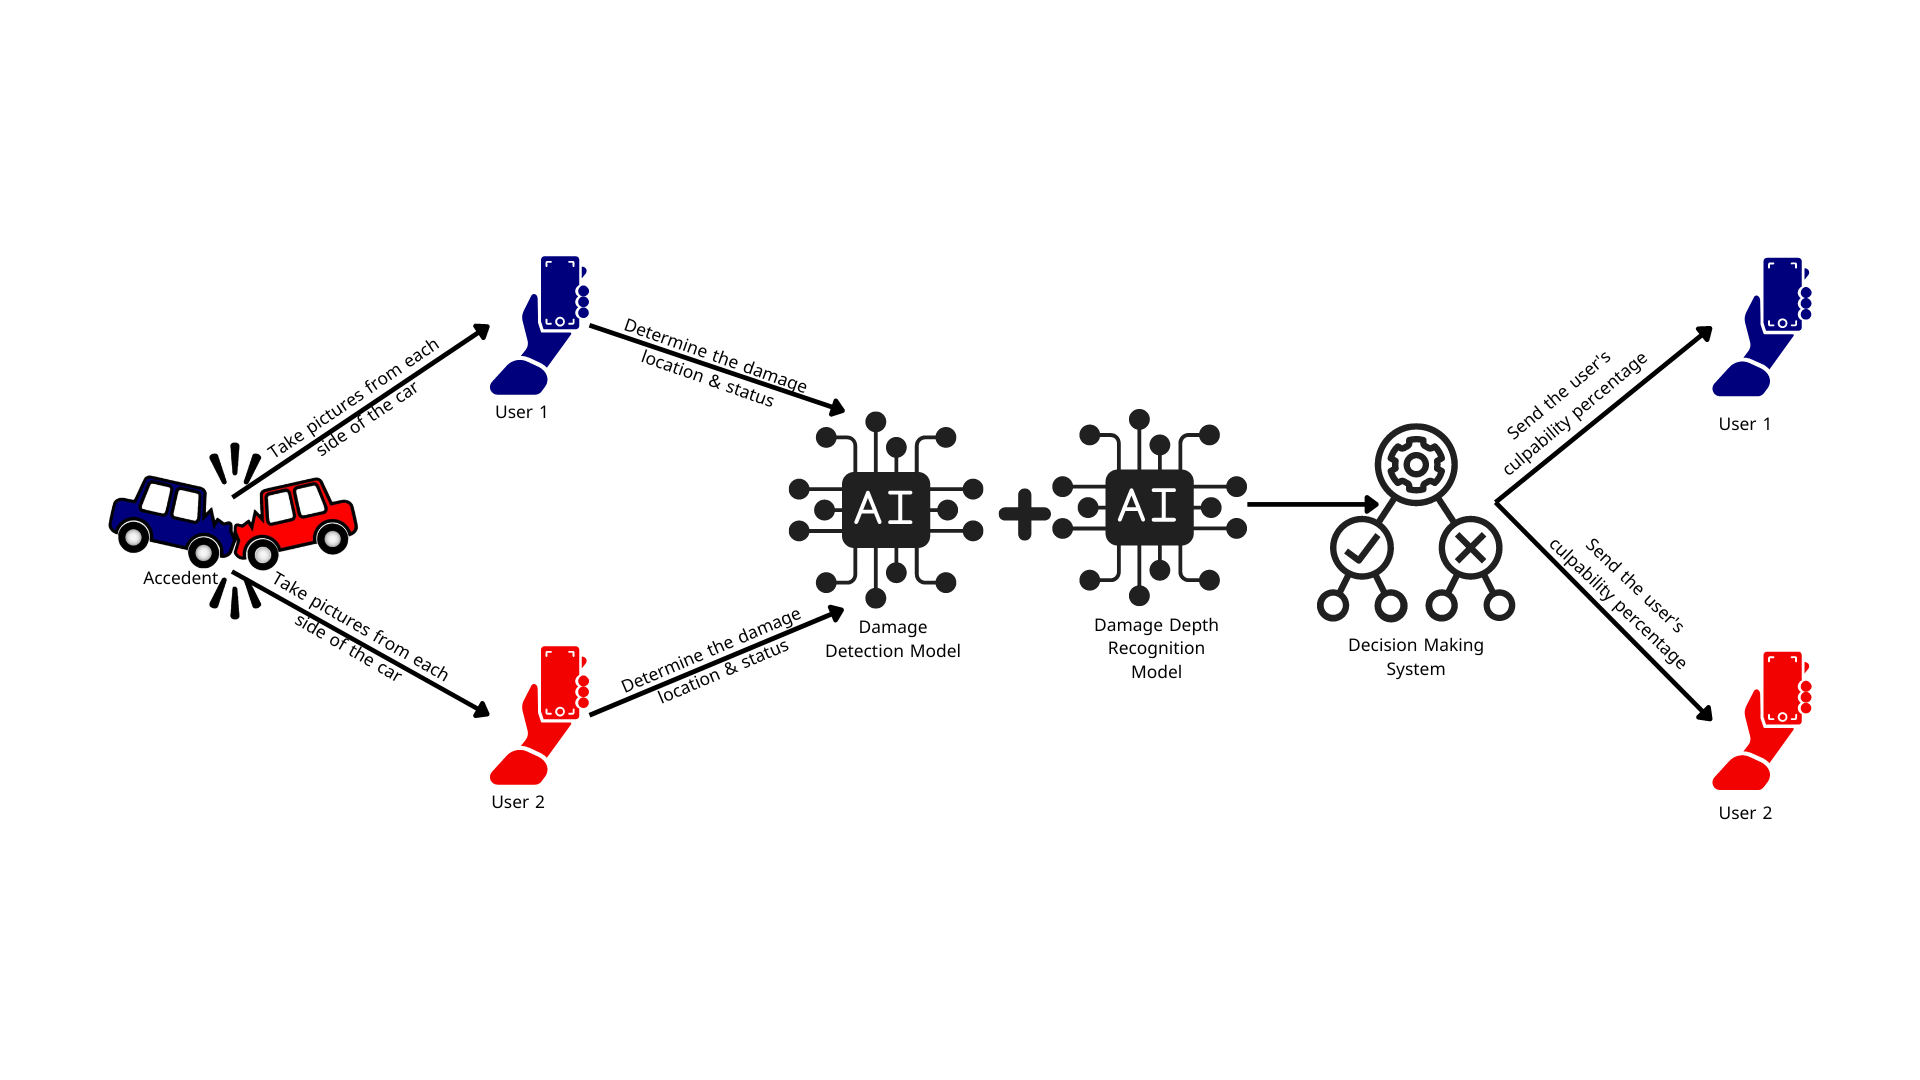 Accedent
Take pictures from each
side of the car
Take pictures from each
side of the car
User 1
User 2
Determine the damage
location & status
Determine the damage
location & status
AI
Damage
Detection Model
AI
Damage Depth
Recognition
Model
Decision Making
System
Send the user's
culpability percentage
Send the user's
culpability percentage
User 1
User 2